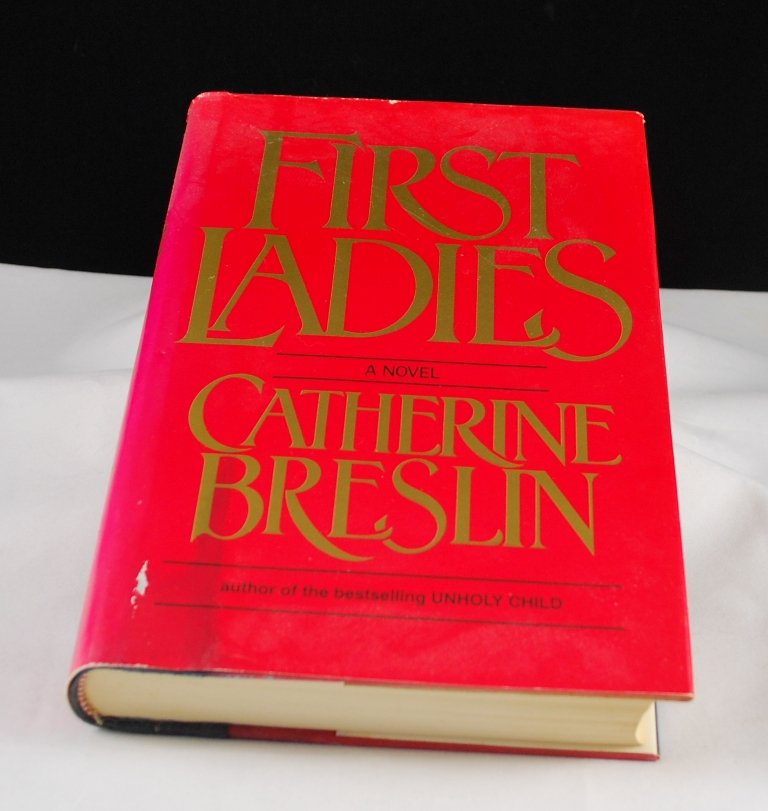 FIRST
LADIES
A NOVEL
CATHERINE
BRESLIN
author of the bestselling UNHOLY CHILD